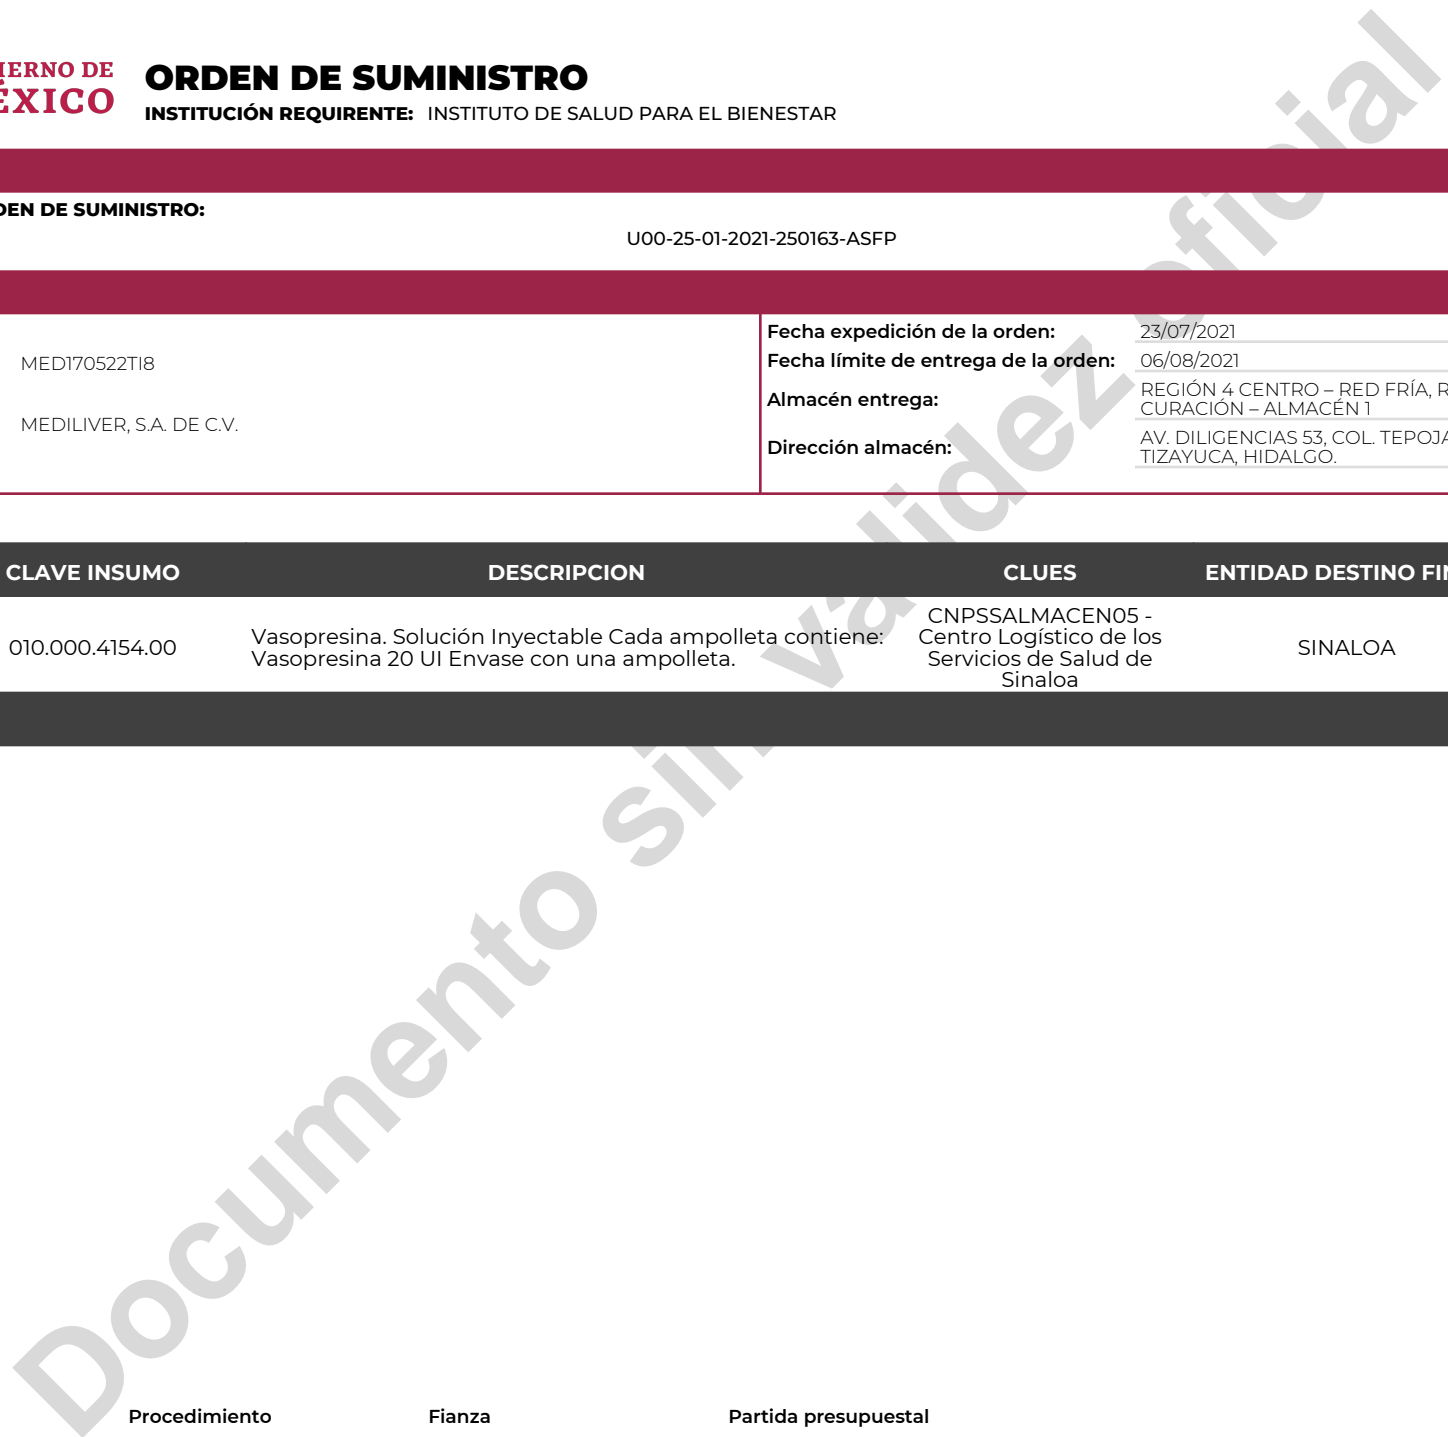 IERNO DE
ÉXICO
ORDEN DE SUMINISTRO
INSTITUCIÓN REQUIRENTE: INSTITUTO DE SALUD PARA EL BIENESTAR
DEN DE SUMINISTRO:
U00-25-01-2021-250163-ASFP
MED170522TI8
MEDILIVER, S.A. DE C.V.
Fecha expedición de la orden: 23/07/2021
Fecha límite de entrega de la orden: 06/08/2021
Almacén entrega: REGIÓN 4 CENTRO – RED FRÍA, R
CURACIÓN – ALMACÉN 1
Dirección almacén: AV. DILIGENCIAS 53, COL. TEPOJA
TIZAYUCA, HIDALGO.
CLAVE INSUMO DESCRIPCION CLUES ENTIDAD DESTINO FIN
010.000.4154.00
Vasopresina. Solución Inyectable Cada ampolleta contiene:
Vasopresina 20 UI Envase con una ampolleta.
CNPSSALMACEN05 -
Centro Logístico de los
Servicios de Salud de
Sinaloa
SINALOA
Documento sin validez oficial
Procedimiento Fianza Partida presupuestal